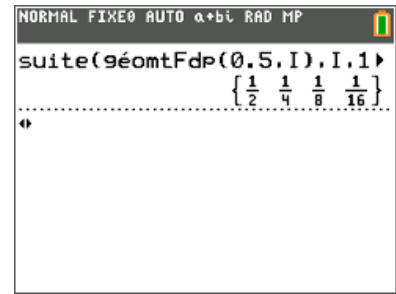 NORMAL FIXE0 AUTO a+bi RAD MP
suite(géomtFdp(0.5,I),I,1
{1/2 1/4 1/8 1/16}